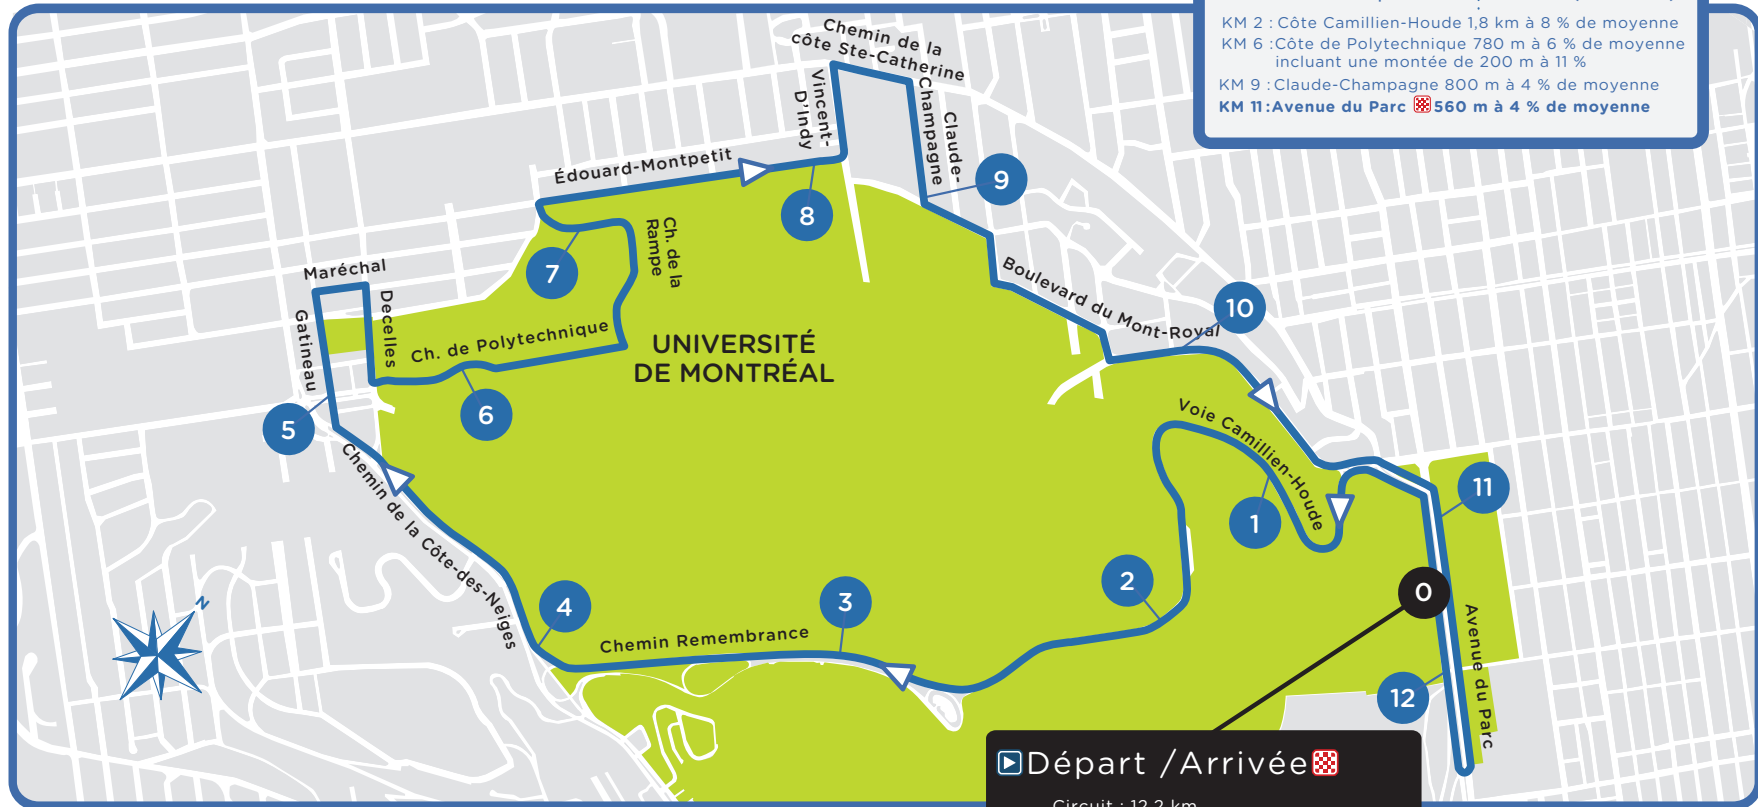 KM 2 : Côte Camillien-Houde 1,8 km à 8 % de moyenne
KM 6 : Côte de Polytechnique 780 m à 6 % de moyenne
incluant une montée de 200 m à 11 %
KM 9 : Claude-Champagne 800 m à 4 % de moyenne
KM 11 : Avenue du Parc 560 m à 4 % de moyenne
Chemin de la
côte Ste-Catherine
Vincent-
D'Indy
Claude-
Champagne
Édouard-Montpetit
9
8
Ch. de la
Rampe
7
Maréchal
Decelles
Gatineau
Boulevard du Mont-Royal
10
Ch. de Polytechnique
UNIVERSITÉ
DE MONTRÉAL
6
5
Voie Camillien-Houde
Chemin de la Côte-des-Neiges
11
1
2
0
3
4
N
Chemin Remembrance
Avenue du Parc
12
Départ / Arrivée
Circuit : 12,2 km